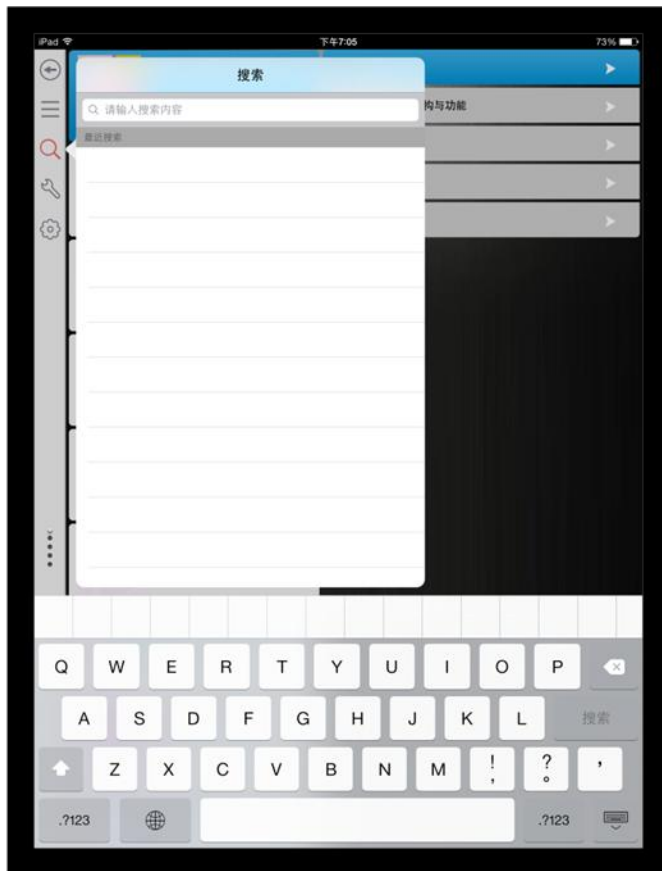 iPad 下午7:05 73%
搜索
请输入搜索内容
构与功能
最近搜索
Q W E R T Y U I O P
A S D F G H J K L 搜索
Z X C V B N M ! , ? 。 '
.?123 .?123